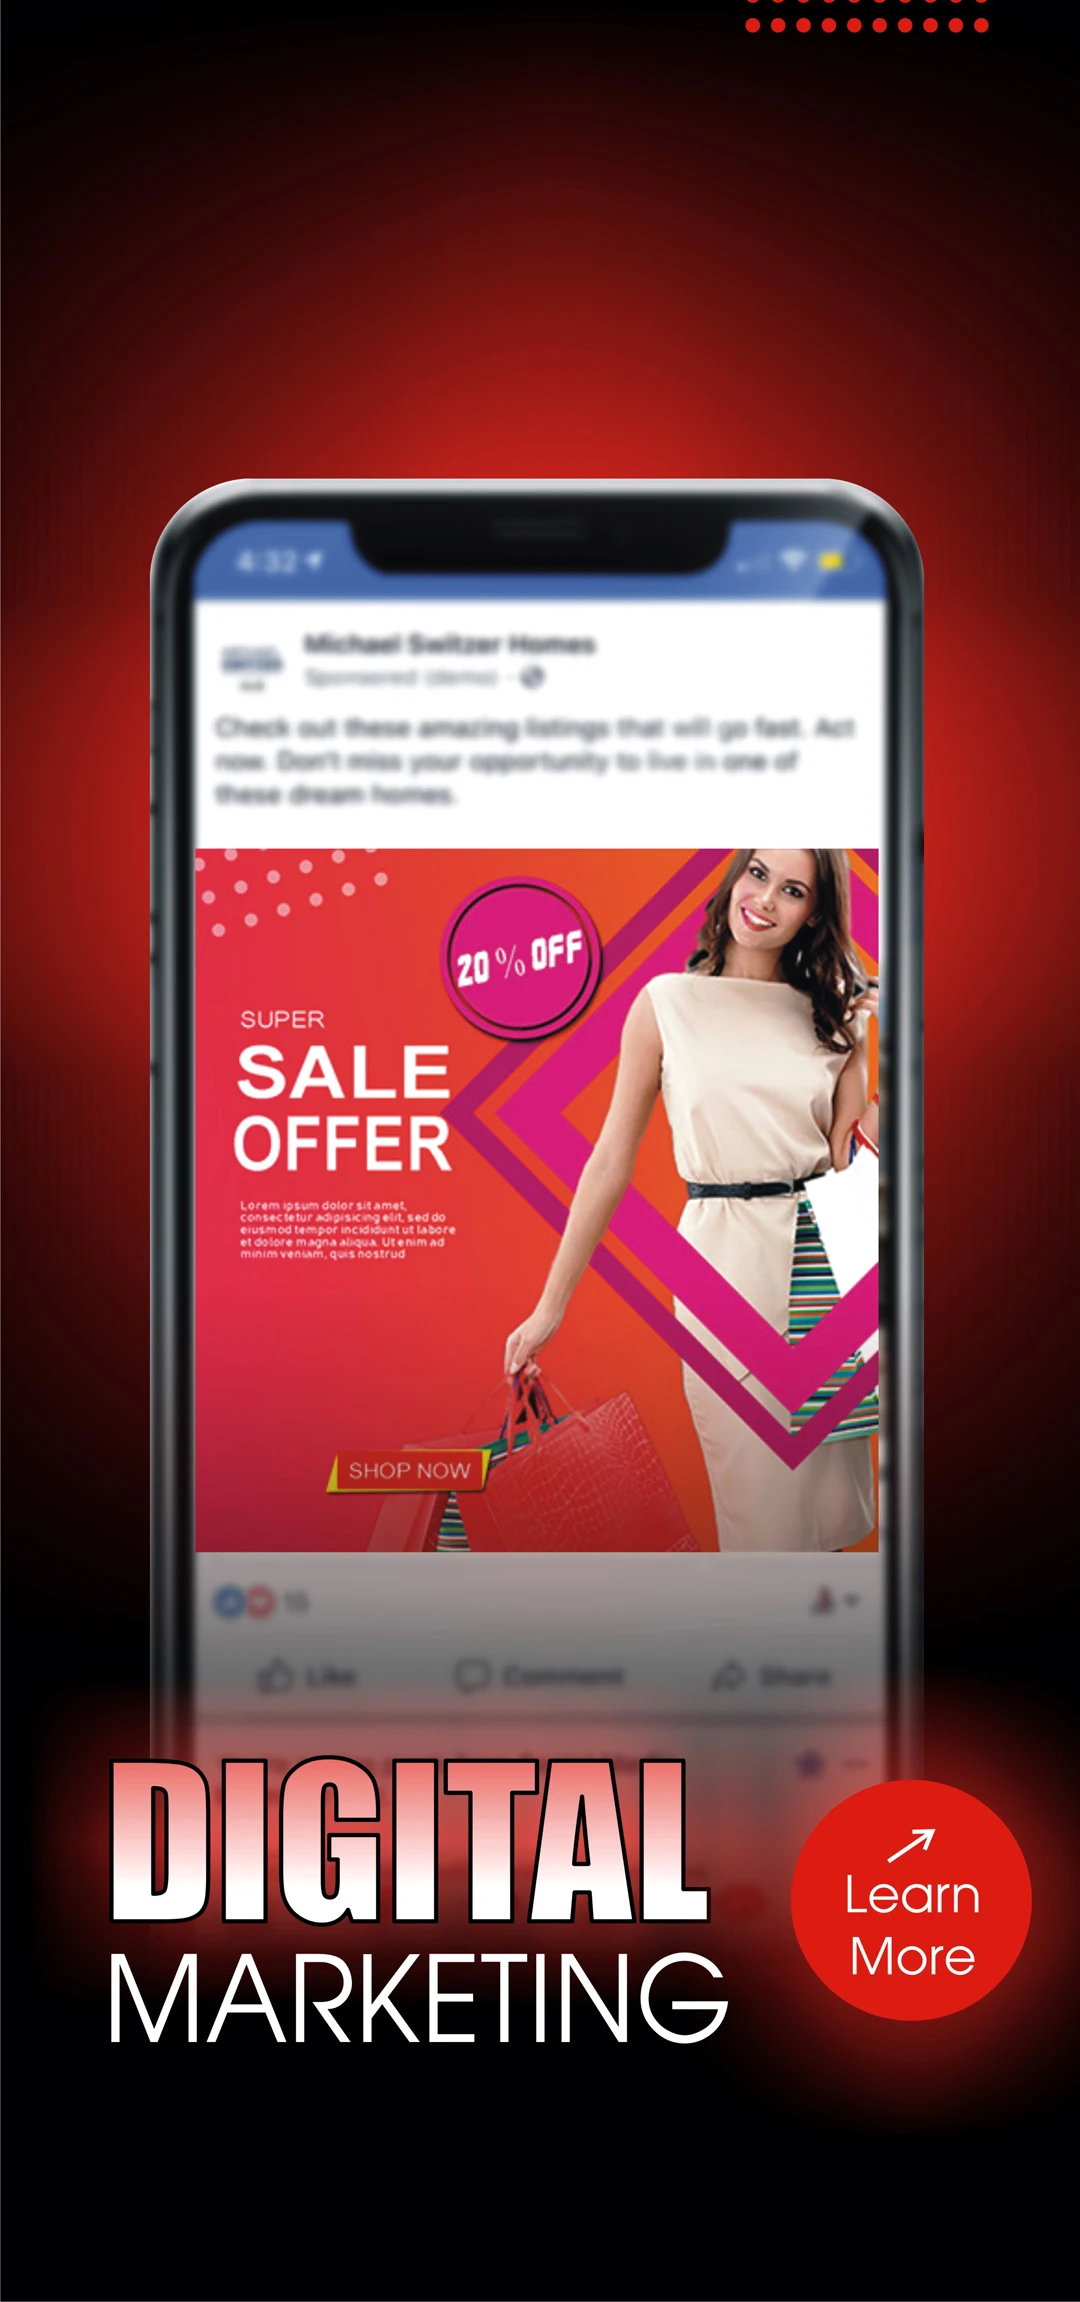 4:32
Michael Switzer Homes
Sponsored (demo) ·
Check out these amazing listings that will go fast. Act
now. Don't miss your opportunity to live in one of
these dream homes.
20 % OFF
SUPER
SALE
OFFER
Lorem ipsum dolor sit amet,
consectetur adipisicing elit, sed do
eiusmod tempor incididunt ut labore
et dolore magna aliqua. Ut enim ad
minim veniam, quis nostrud
SHOP NOW
15
Like Comment Share
DIGITAL
MARKETING
Learn
More